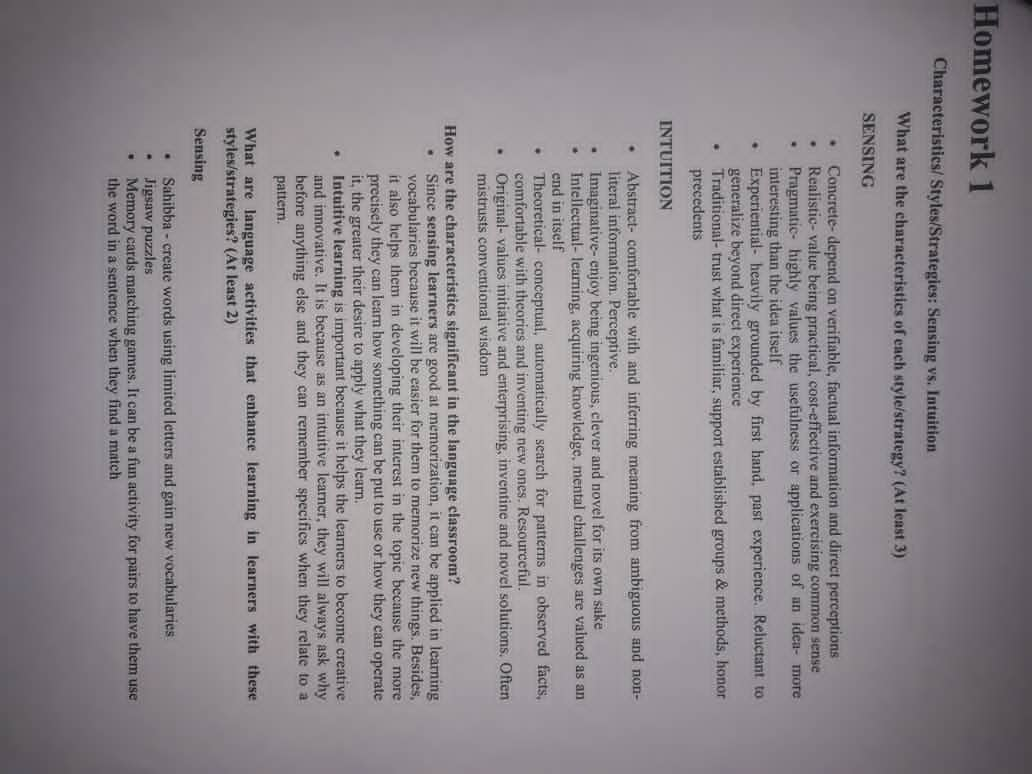 Homework 1
Characteristics/ Styles/Strategies: Sensing vs. Intuition
What are the characteristics of each style/strategy? (At least 3)
SENSING
• Concrete- depend on verifiable, factual information and direct perceptions
• Realistic- value being practical, cost-effective and exercising common sense
• Pragmatic- highly values the usefulness or applications of an idea- more
interesting than the idea itself
• Experiential- heavily grounded by first hand, past experience. Reluctant to
generalize beyond direct experience
• Traditional- trust what is familiar, support established groups & methods, honor
precedents
INTUITION
• Abstract- comfortable with and inferring meaning from ambiguous and non-
literal information. Perceptive.
• Imaginative- enjoy being ingenious, clever and novel for its own sake
• Intellectual- learning, acquiring knowledge, mental challenges are valued as an
end in itself
• Theoretical- conceptual, automatically search for patterns in observed facts,
comfortable with theories and inventing new ones. Resourceful.
• Original- values initiative and enterprising, inventine and novel solutions. Often
mistrusts conventional wisdom
How are the characteristics significant in the language classroom?
• Since sensing learners are good at memorization, it can be applied in learning
vocabularies because it will be easier for them to memorize new things. Besides,
it also helps them in developing their interest in the topic because the more
precisely they can learn how something can be put to use or how they can operate
it, the greater their desire to apply what they learn.
• Intuitive learning is important because it helps the learners to become creative
and innovative. It is because as an intuitive learner, they will always ask why
before anything else and they can remember specifics when they relate to a
pattern.
What are language activities that enhance learning in learners with these
styles/strategies? (At least 2)
Sensing
• Sahibba - create words using limited letters and gain new vocabularies
• Jigsaw puzzles
• Memory cards matching games. It can be a fun activity for pairs to have them use
the word in a sentence when they find a match